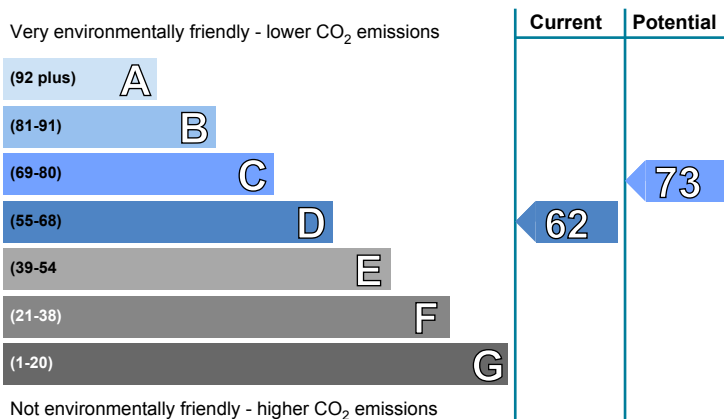 Current Potential
Very environmentally friendly - lower CO2 emissions
(92 plus) A
(81-91) B
(69-80) C
73
(55-68) D
62
(39-54 E
(21-38) F
(1-20) G
Not environmentally friendly - higher CO2 emissions